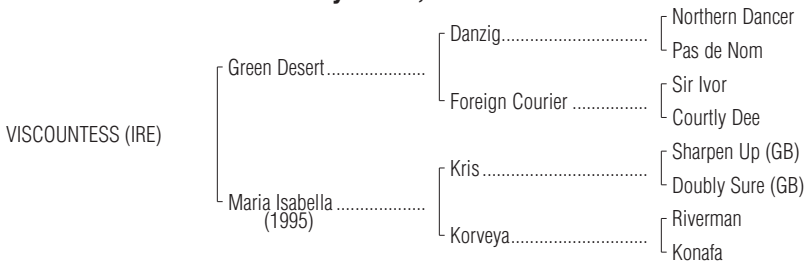 Northern Dancer
Danzig
Pas de Nom
Green Desert
Sir Ivor
Foreign Courier
Courtly Dee
VISCOUNTESS (IRE)
Sharpen Up (GB)
Kris
Doubly Sure (GB)
Maria Isabella
(1995)
Riverman
Korveya
Konafa